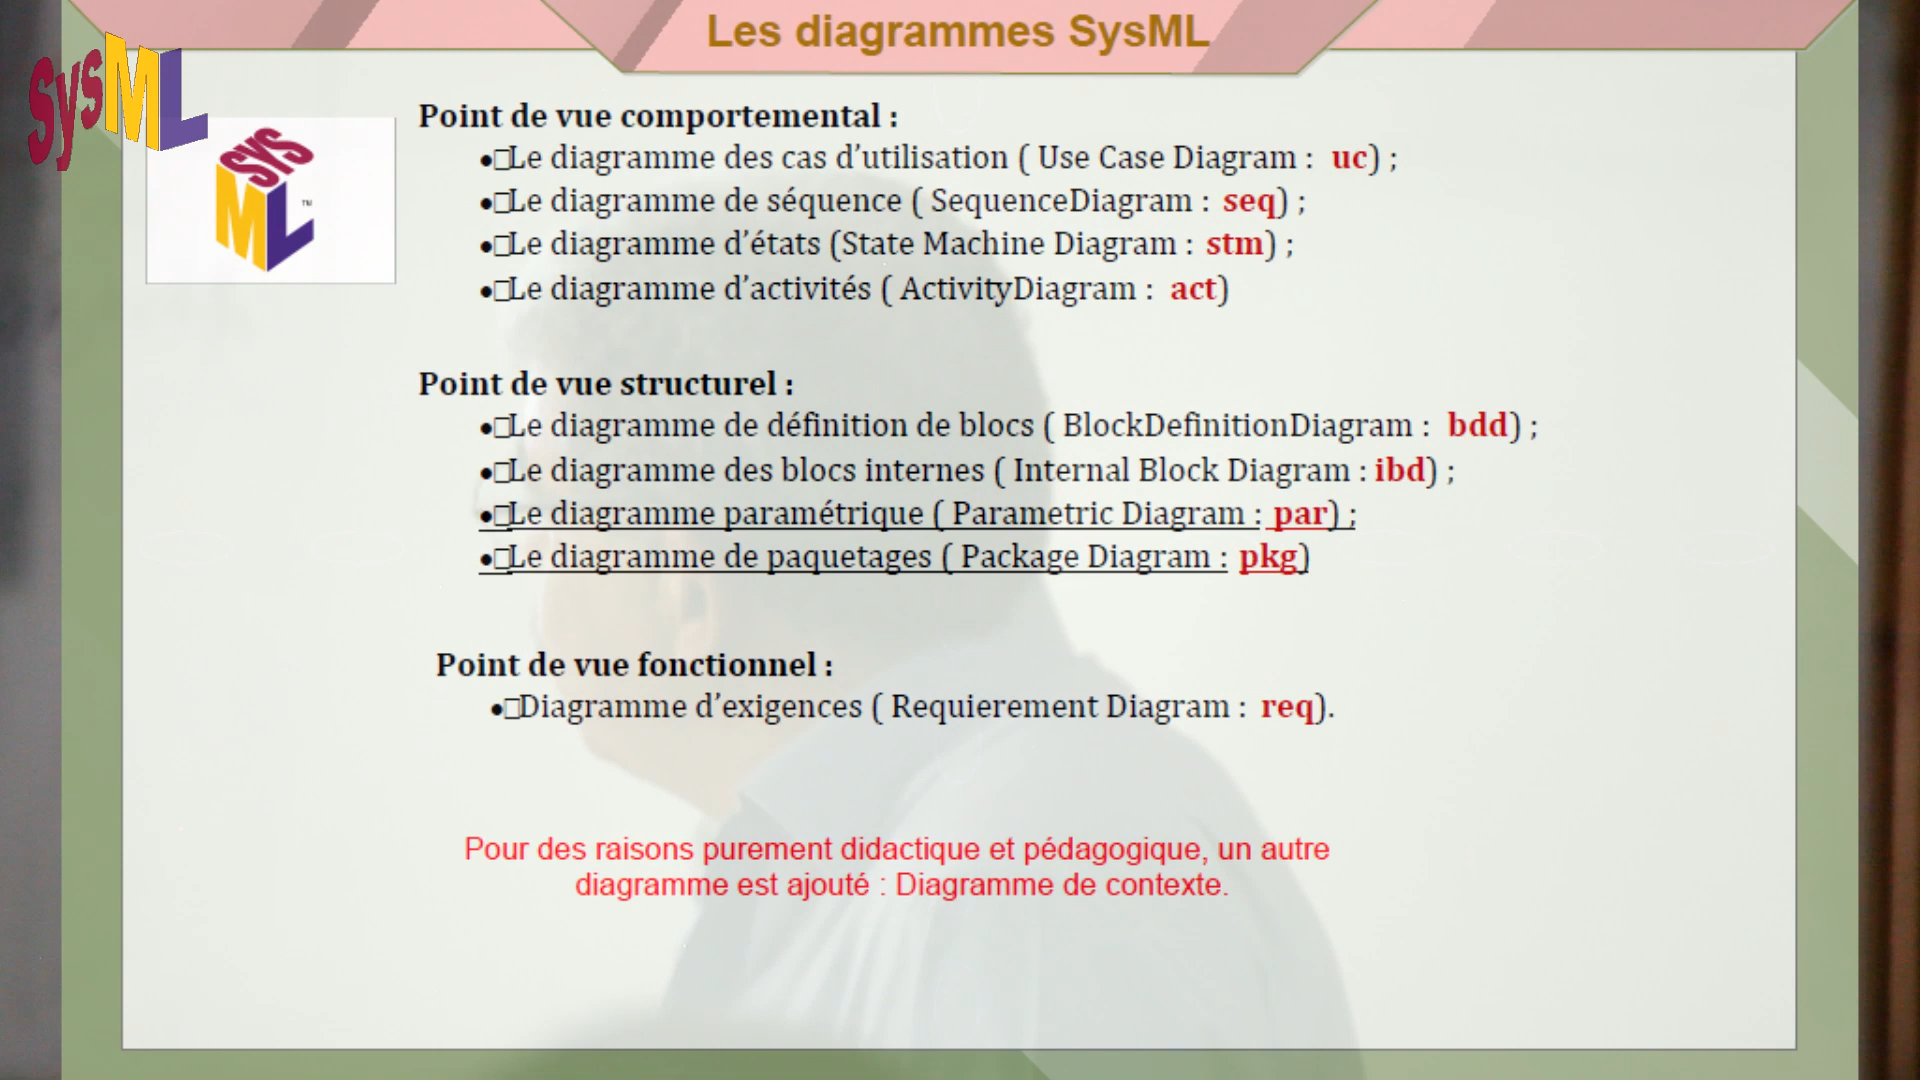 Les diagrammes SysML
SysML
SYS
ML™
Point de vue comportemental :
•□Le diagramme des cas d’utilisation ( Use Case Diagram : uc) ;
•□Le diagramme de séquence ( SequenceDiagram : seq) ;
•□Le diagramme d’états (State Machine Diagram : stm) ;
•□Le diagramme d’activités ( ActivityDiagram : act)
Point de vue structurel :
•□Le diagramme de définition de blocs ( BlockDefinitionDiagram : bdd) ;
•□Le diagramme des blocs internes ( Internal Block Diagram : ibd) ;
•□Le diagramme paramétrique ( Parametric Diagram : par) ;
•□Le diagramme de paquetages ( Package Diagram : pkg)
Point de vue fonctionnel :
•□Diagramme d’exigences ( Requierement Diagram : req).
Pour des raisons purement didactique et pédagogique, un autre
diagramme est ajouté : Diagramme de contexte.